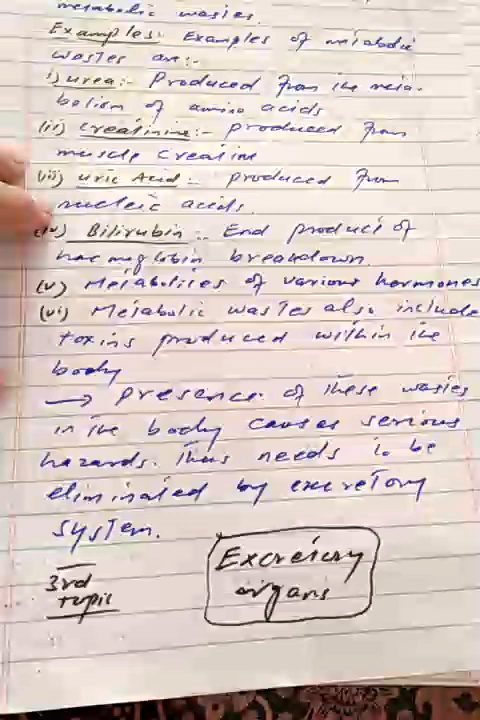 metabolic wastes.
Examples: Examples of metabolic
wastes are:-
i) urea:- Produced from the meta-
bolism of amino acids
(ii) creatinine:- produced from
muscle creatine
(iii) uric Acid:- produced from
nucleic acids.
(iv) Bilirubin:- End product of
haemoglobin breakdown.
(v) Metabolites of various hormones
(vi) Metabolic wastes also include
toxins produced within the
body
→ presence of these wastes
in the body causes serious
hazards. Thus needs to be
eliminated by excretory
system.
3rd
topic
Excretory
organs